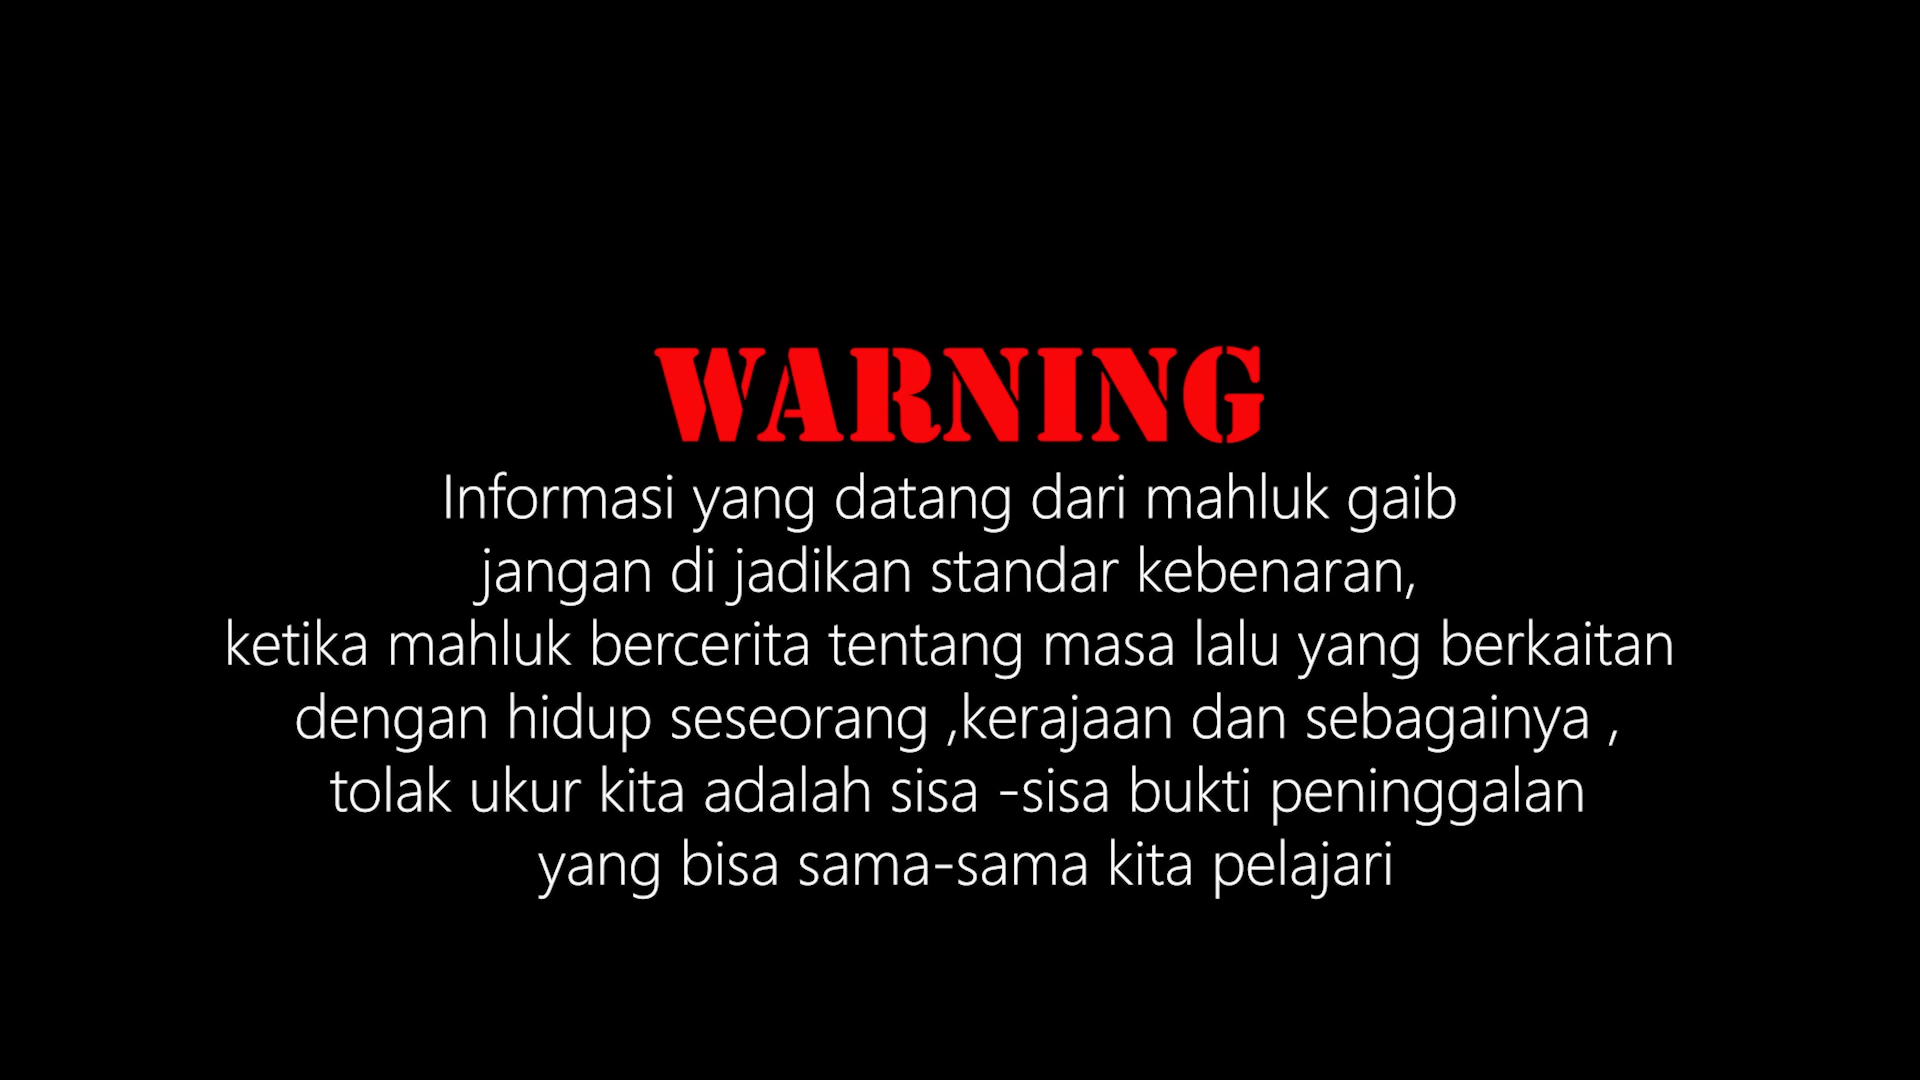 WARNING
Informasi yang datang dari mahluk gaib
jangan di jadikan standar kebenaran,
ketika mahluk bercerita tentang masa lalu yang berkaitan
dengan hidup seseorang ,kerajaan dan sebagainya ,
tolak ukur kita adalah sisa -sisa bukti peninggalan
yang bisa sama-sama kita pelajari